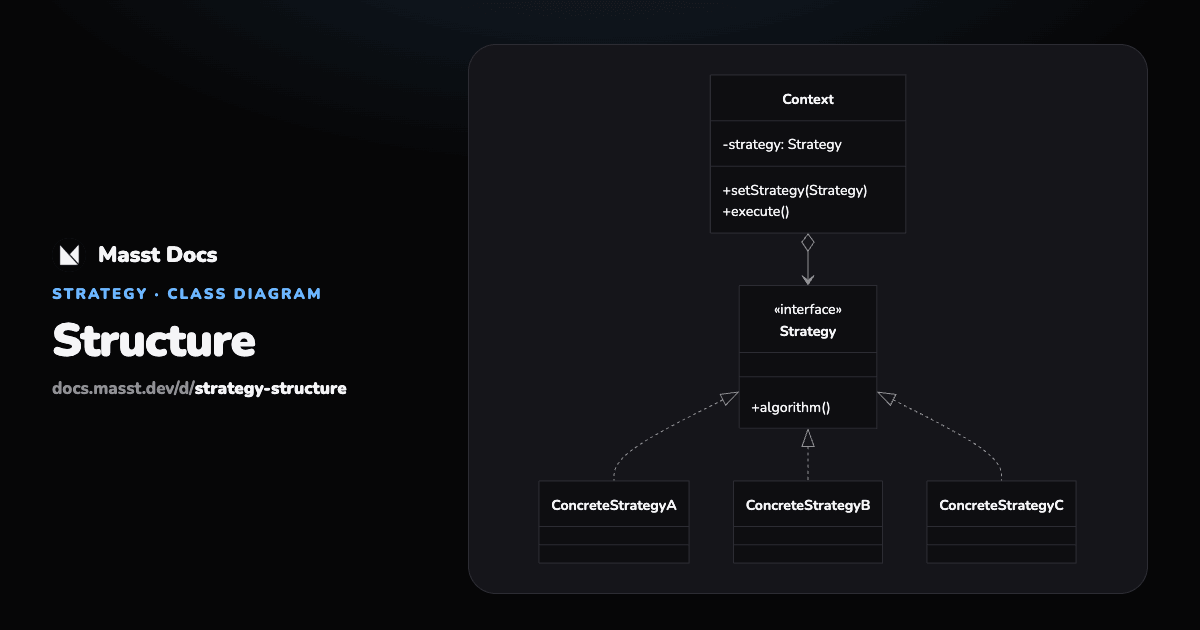 Masst Docs
STRATEGY · CLASS DIAGRAM
Structure
docs.masst.dev/d/strategy-structure
Context
-strategy: Strategy
+setStrategy(Strategy)
+execute()
«interface»
Strategy
+algorithm()
ConcreteStrategyA
ConcreteStrategyB
ConcreteStrategyC